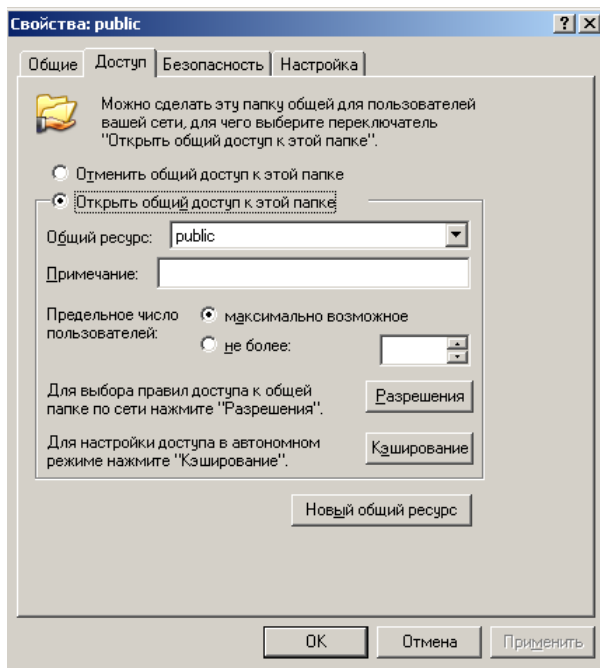 Свойства: public
Общие Доступ Безопасность Настройка
Можно сделать эту папку общей для пользователей
вашей сети, для чего выберите переключатель
"Открыть общий доступ к этой папке".
Отменить общий доступ к этой папке
Открыть общий доступ к этой папке
Общий ресурс: public
Примечание:
Предельное число
пользователей:
максимально возможное
не более:
Для выбора правил доступа к общей
папке по сети нажмите "Разрешения".
Разрешения
Для настройки доступа в автономном
режиме нажмите "Кэширование".
Кэширование
Новый общий ресурс
OK Отмена Применить